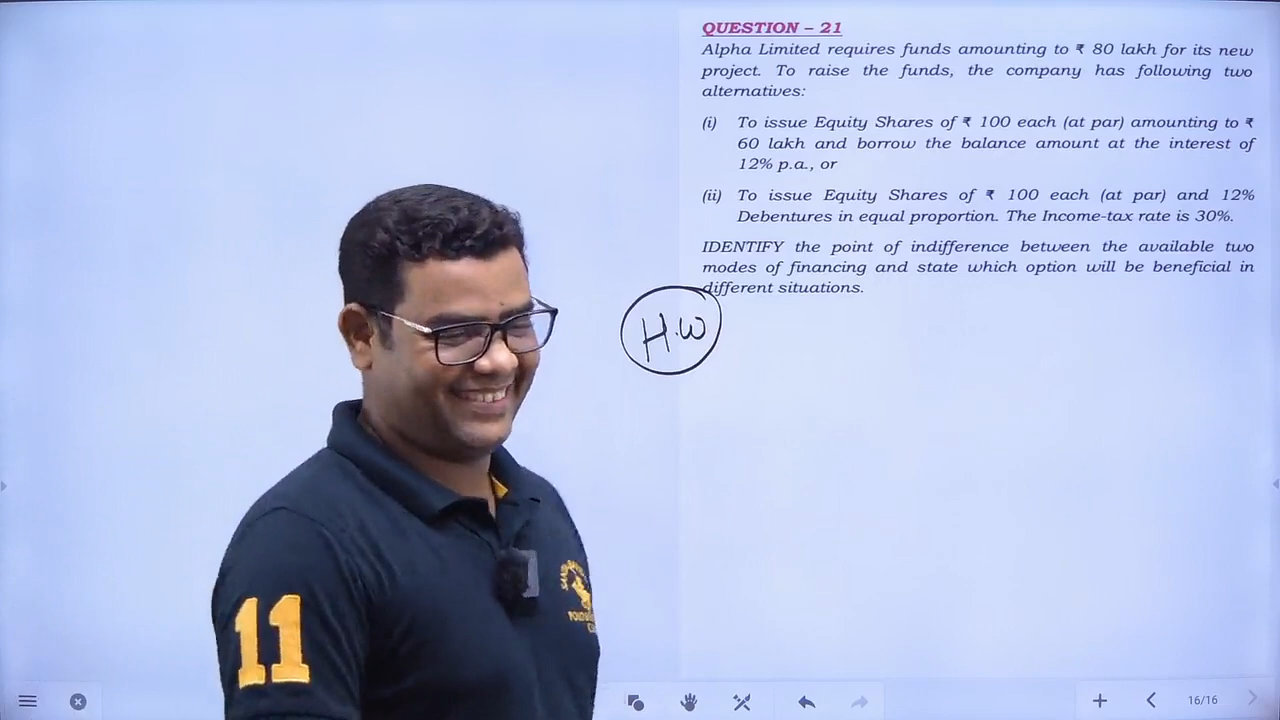 QUESTION – 21
Alpha Limited requires funds amounting to ₹ 80 lakh for its new
project. To raise the funds, the company has following two
alternatives:
(i) To issue Equity Shares of ₹ 100 each (at par) amounting to ₹
60 lakh and borrow the balance amount at the interest of
12% p.a., or
(ii) To issue Equity Shares of ₹ 100 each (at par) and 12%
Debentures in equal proportion. The Income-tax rate is 30%.
IDENTIFY the point of indifference between the available two
modes of financing and state which option will be beneficial in
different situations.
H.W
11
16/16